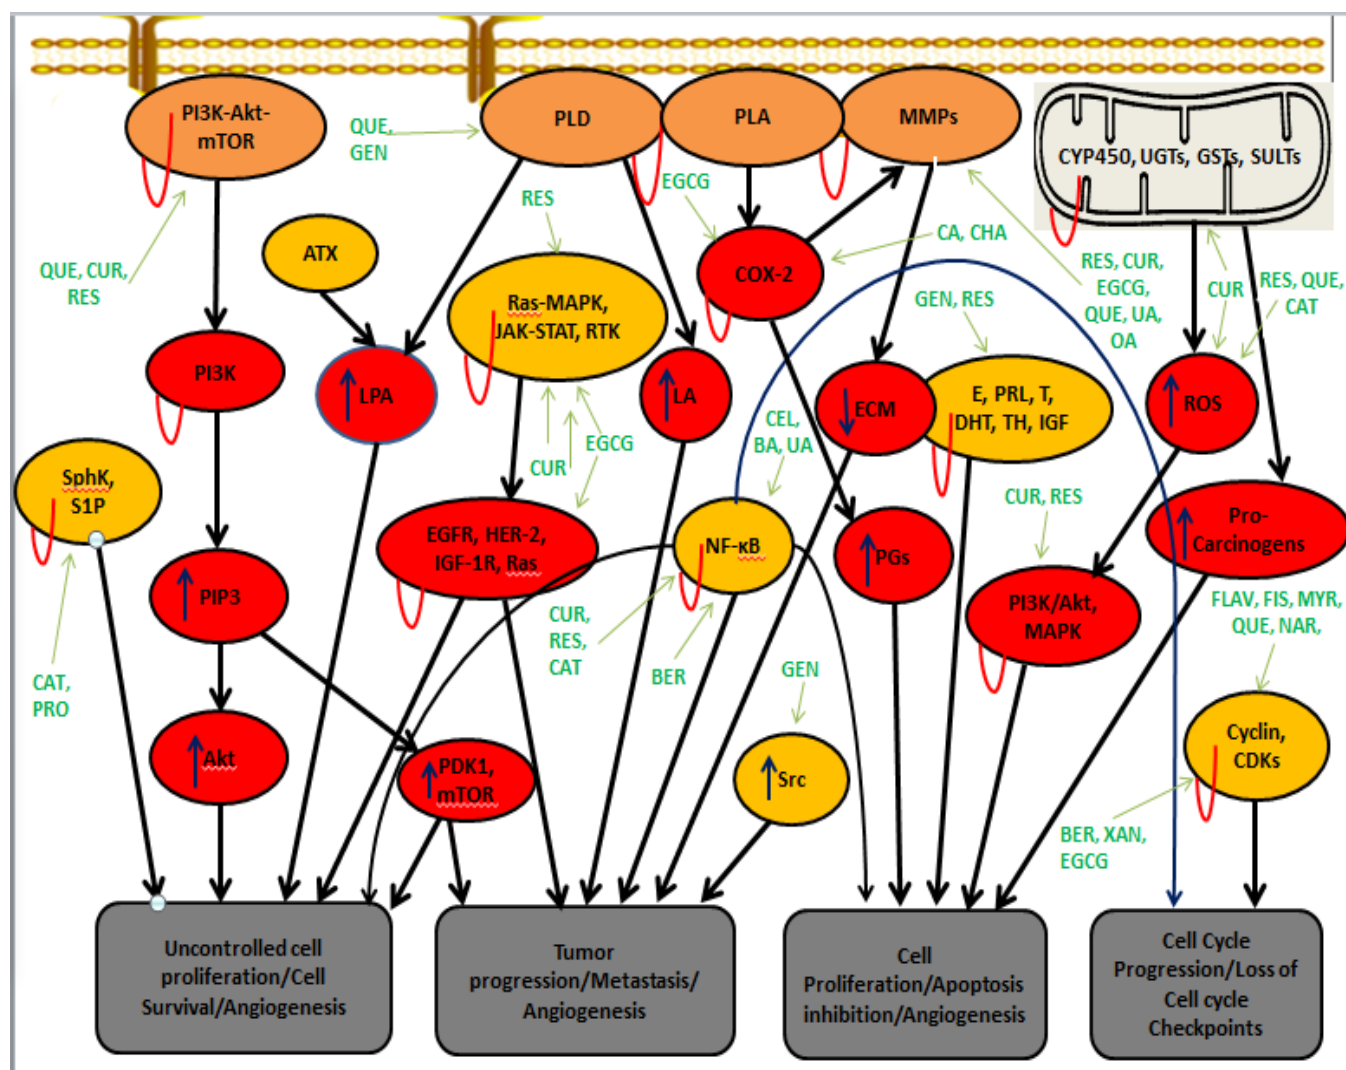 PI3K-Akt-
mTOR
QUE,
GEN
PLD
PLA
MMPs
CYP450, UGTs, GSTs, SULTs
EGCG
RES
CA, CHA
ATX
COX-2
QUE, CUR,
RES
Ras-MAPK,
JAK-STAT, RTK
GEN, RES
RES, CUR,
EGCG,
QUE, UA,
OA
CUR
RES, QUE,
CAT
PI3K
LPA
LA
ECM
E, PRL, T,
DHT, TH, IGF
ROS
CEL,
BA, UA
EGCG
CUR
SphK,
S1P
CUR, RES
Pro-
Carcinogens
EGFR, HER-2,
IGF-1R, Ras
NF-κB
PGs
PIP3
PI3K/Akt,
MAPK
FLAV, FIS, MYR,
QUE, NAR,
CUR,
RES,
CAT
BER
GEN
CAT,
PRO
Akt
PDK1,
mTOR
Src
Cyclin,
CDKs
BER, XAN,
EGCG
Uncontrolled cell
proliferation/Cell
Survival/Angiogenesis
Tumor
progression/Metastasis/
Angiogenesis
Cell
Proliferation/Apoptosis
inhibition/Angiogenesis
Cell Cycle
Progression/Loss of
Cell cycle
Checkpoints